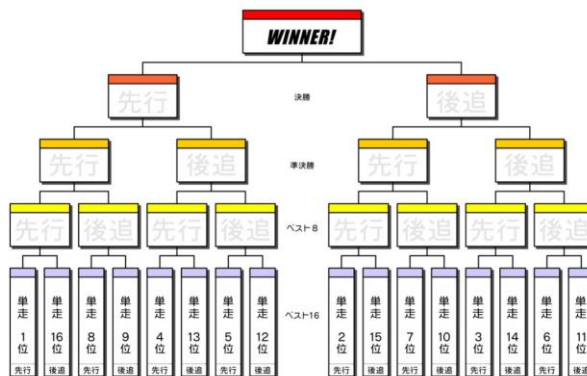 WINNER!
先行
決勝
後追
先行
後追
準決勝
先行
後追
先行
後追
先行
後追
ベスト8
先行
後追
先行
後追
単走 1位 先行
単走 16位 後追
単走 8位 先行
単走 9位 後追
単走 4位 先行
単走 13位 後追
単走 5位 先行
単走 12位 後追
ベスト16
単走 2位 先行
単走 15位 後追
単走 7位 先行
単走 10位 後追
単走 3位 先行
単走 14位 後追
単走 6位 先行
単走 11位 後追